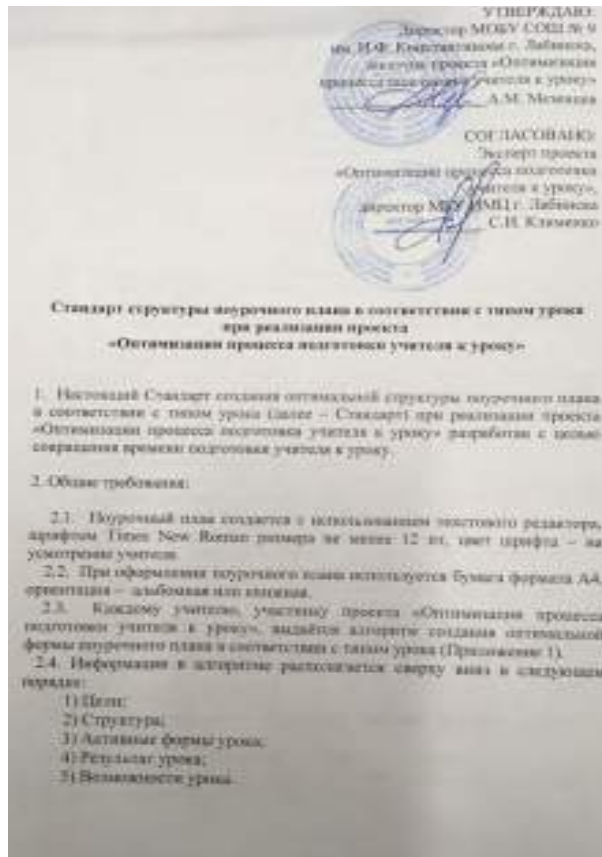 УТВЕРЖДАЮ:
Директор МОБУ СОШ № 9
им. И.Ф. Константинова г. Лабинска,
заказчик проекта «Оптимизация
процесса подготовки учителя к уроку»
А.М.
СОГЛАСОВАНО:
Эксперт проекта
«Оптимизация процесса подготовки
учителя к уроку»,
директор МБУ ИМЦ г. Лабинска
С.И. Клименко
Стандарт структуры поурочного плана в соответствии с типом урока
при реализации проекта
«Оптимизация процесса подготовки учителя к уроку»
1. Настоящий Стандарт создания оптимальной структуры поурочного плана
в соответствии с типом урока (далее – Стандарт) при реализации проекта
«Оптимизация процесса подготовки учителя к уроку» разработан с целью
сокращения времени подготовки учителя к уроку.
2. Общие требования:
2.1. Поурочный план создается с использованием текстового редактора,
шрифтом Times New Roman размера не менее 12 пт, цвет шрифта – на
усмотрение учителя.
2.2. При оформлении поурочного плана используется бумага формата А4,
ориентация – альбомная или книжная.
2.3. Каждому учителю, участнику проекта «Оптимизация процесса
подготовки учителя к уроку», выдаётся алгоритм создания оптимальной
формы поурочного плана в соответствии с типом урока (Приложение 1).
2.4. Информация в алгоритме располагается сверху вниз в следующем
порядке:
1) Цели;
2) Структура;
3) Активные формы урока;
4) Результат урока;
5) Возможности урока.